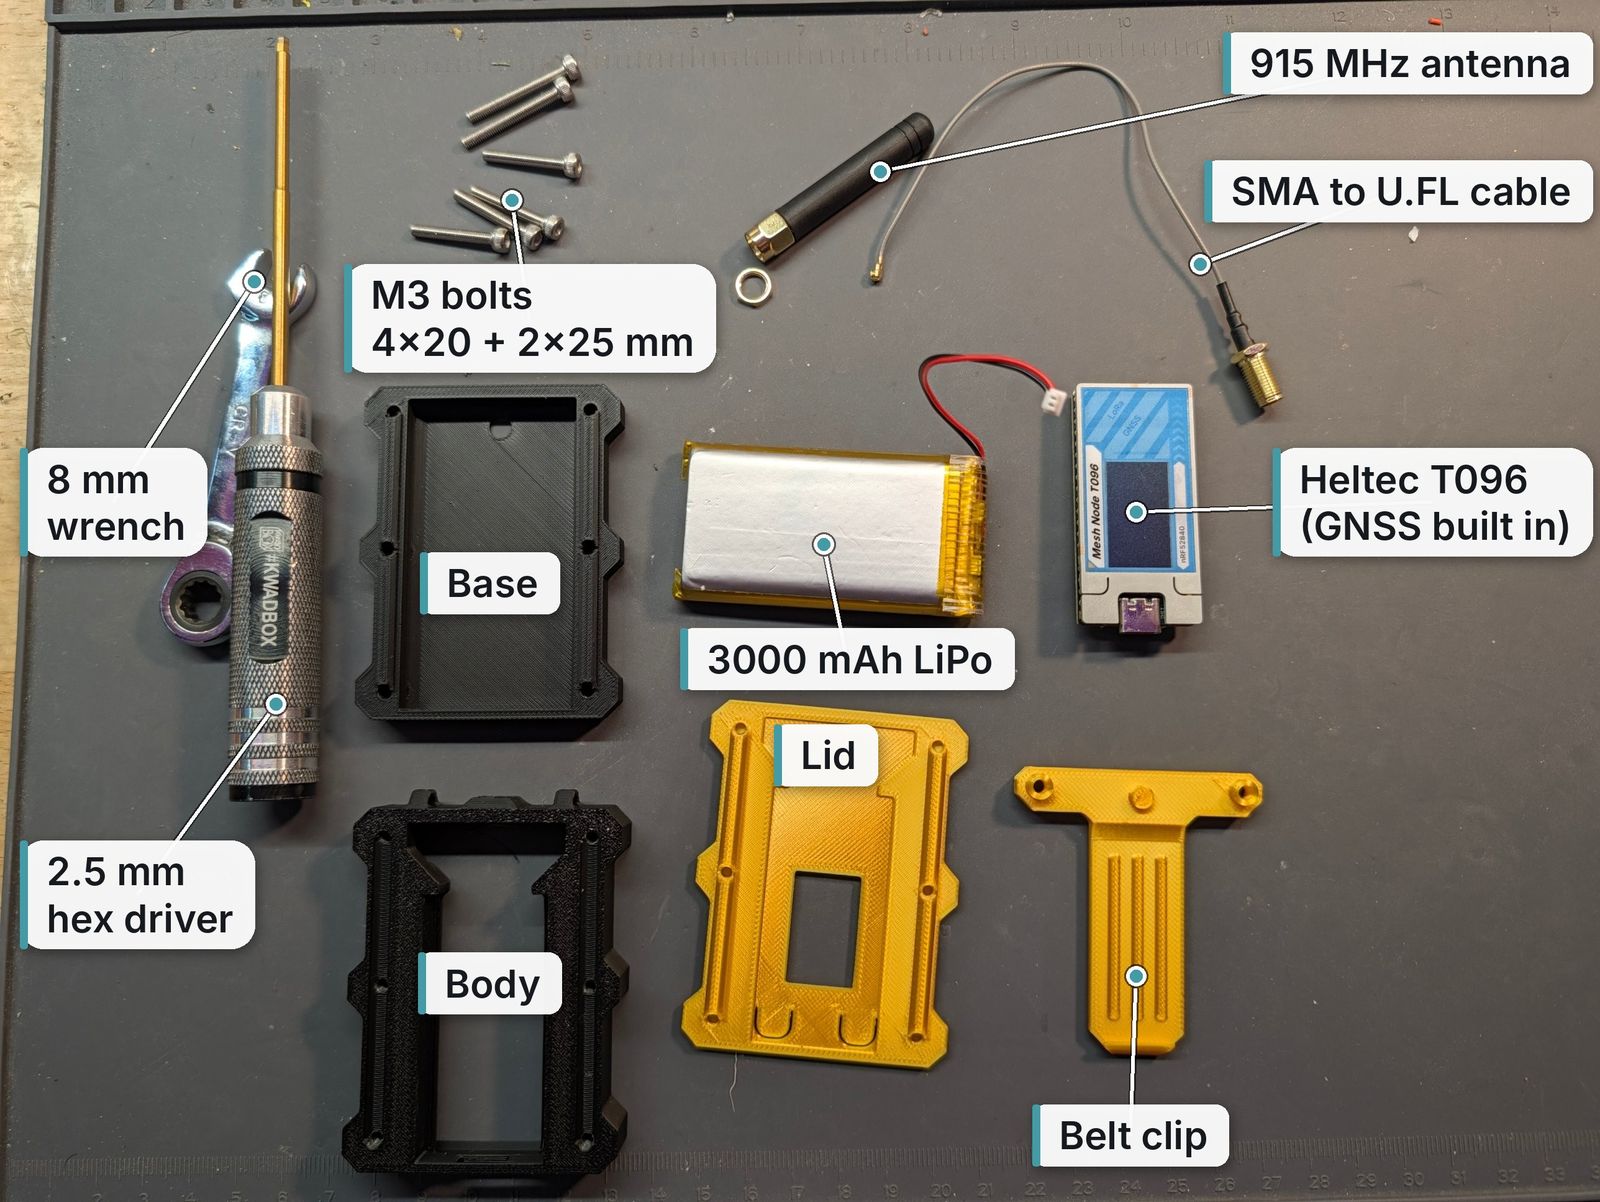 915 MHz antenna
SMA to U.FL cable
M3 bolts
4×20 + 2×25 mm
8 mm
wrench
Base
3000 mAh LiPo
Heltec T096
(GNSS built in)
LoRa
GNSS
Mesh Node T096
nRF52840
KWADBOX
Lid
2.5 mm
hex driver
Body
Belt clip